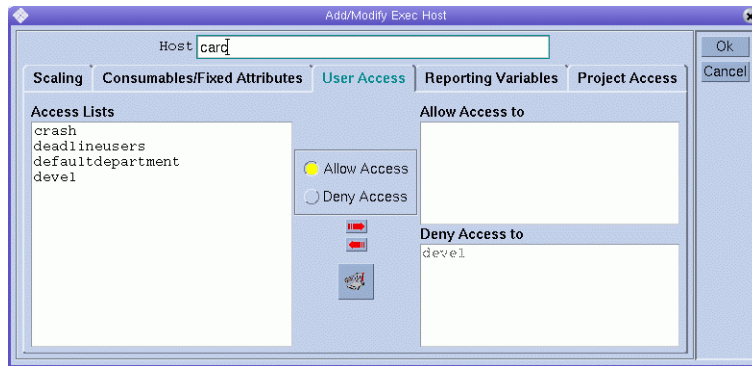 Add/Modify Exec Host
Host carc
Ok
Cancel
Scaling
Consumables/Fixed Attributes
User Access
Reporting Variables
Project Access
Access Lists
crash
deadlineusers
defaultdepartment
devel
Allow Access
Deny Access
Allow Access to
Deny Access to
devel